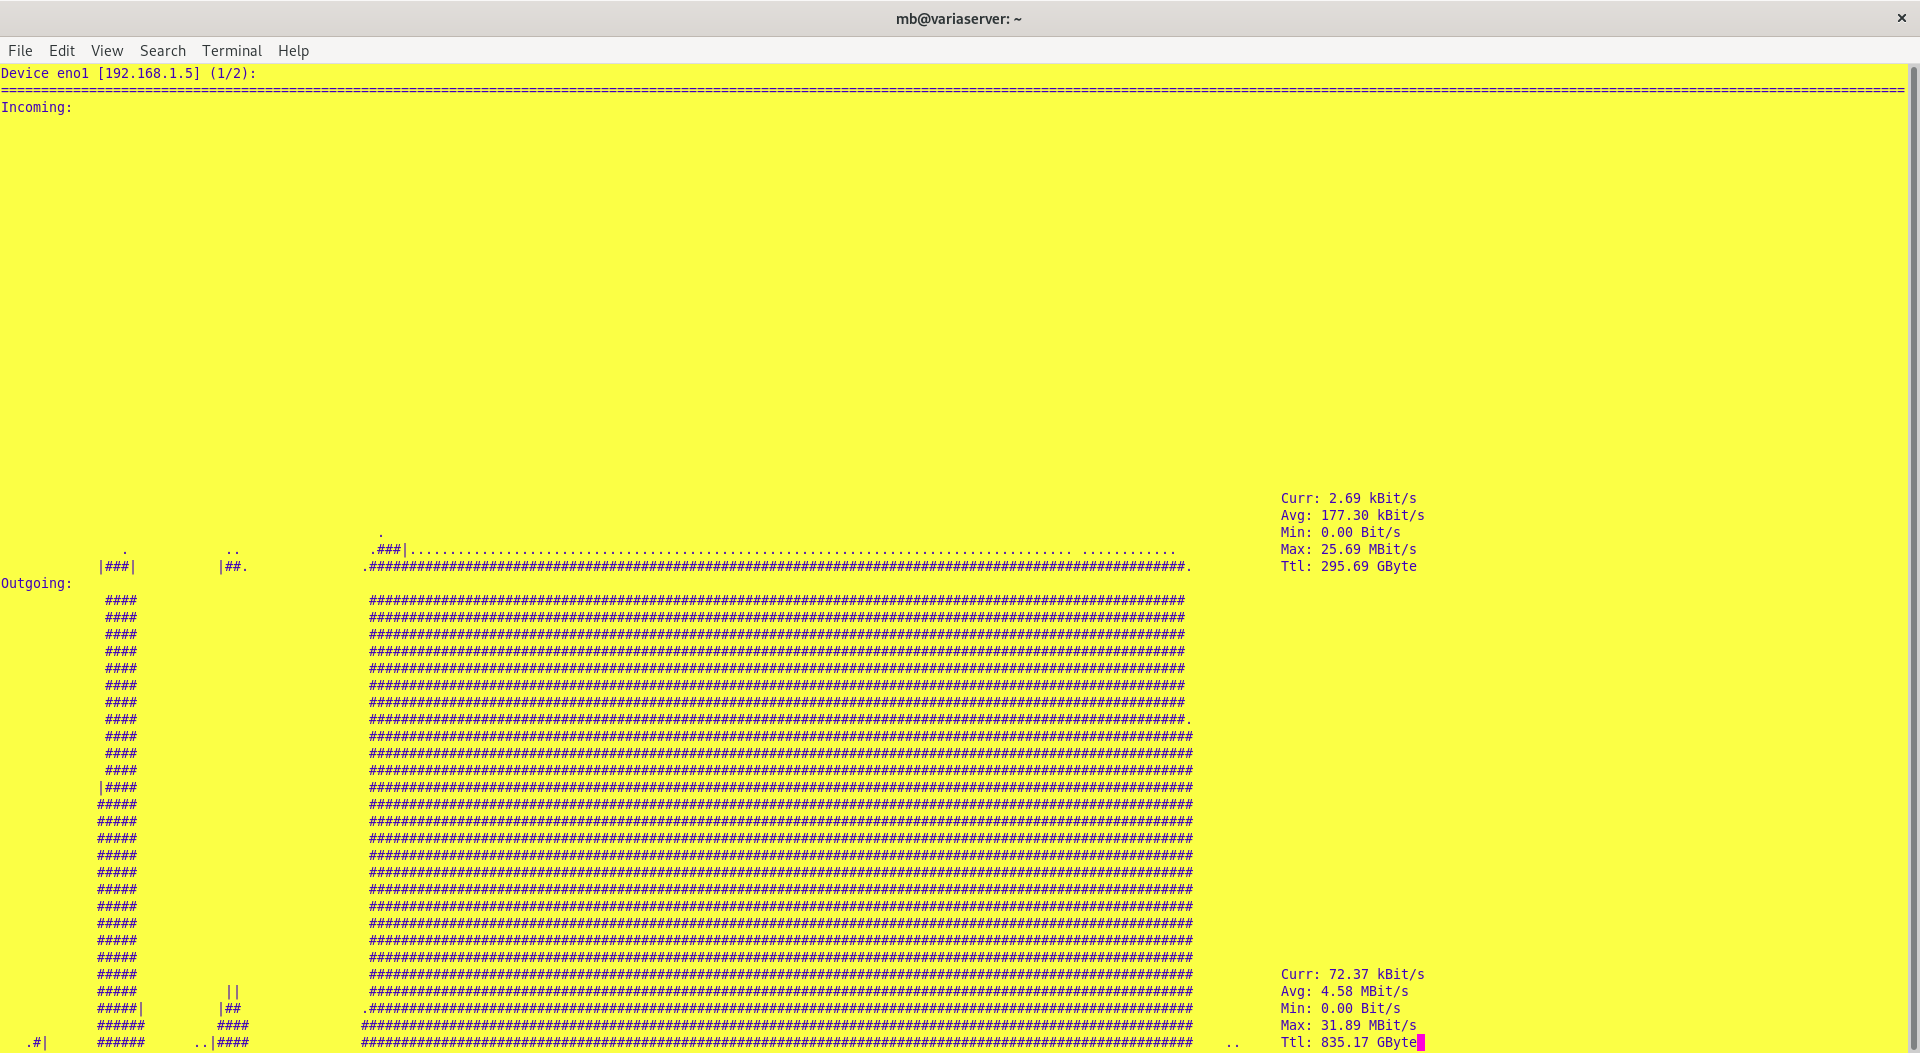 mb@variaserver: ~
File Edit View Search Terminal Help
Device eno1 [192.168.1.5] (1/2):
Incoming:
Curr: 2.69 kBit/s
Avg: 177.30 kBit/s
Min: 0.00 Bit/s
Max: 25.69 MBit/s
Ttl: 295.69 GByte
Outgoing:
Curr: 72.37 kBit/s
Avg: 4.58 MBit/s
Min: 0.00 Bit/s
Max: 31.89 MBit/s
Ttl: 835.17 GByte